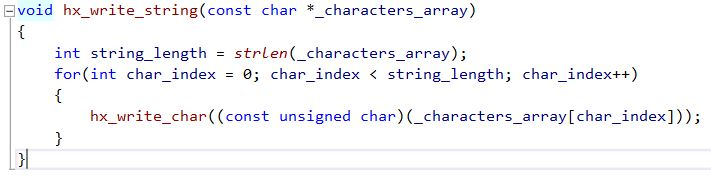 void hx_write_string(const char *_characters_array)
{
    int string_length = strlen(_characters_array);
    for(int char_index = 0; char_index < string_length; char_index++)
    {
        hx_write_char((const unsigned char)(_characters_array[char_index]));
    }
}